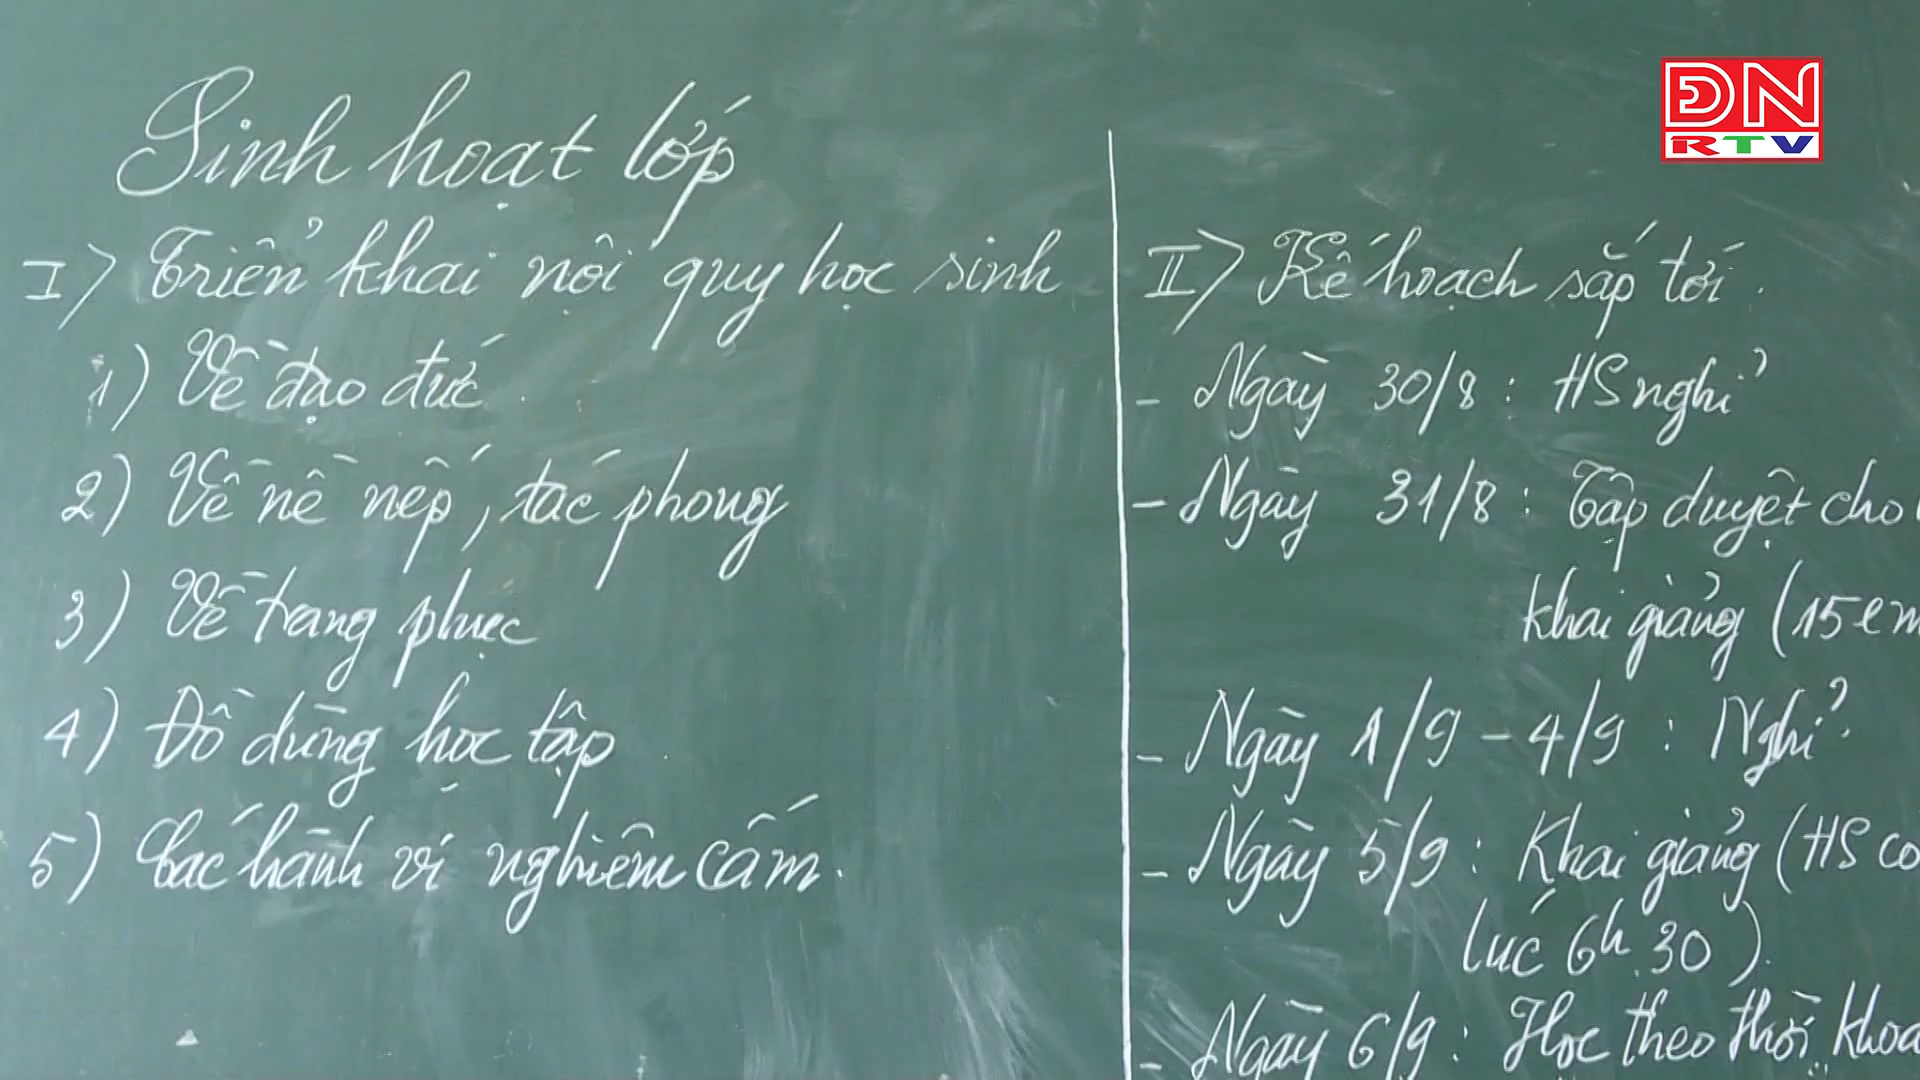 Sinh hoạt lớp
I> Triển khai nội quy học sinh
1) Về đạo đức.
2) Về nề nếp, tác phong
3) Về trang phục
4) Đồ dùng học tập
5) Các hành vi nghiêm cấm.
II> Kế hoạch sắp tới.
- Ngày 30/8: HS nghỉ
- Ngày 31/8: Tập duyệt cho
khai giảng (15 em
- Ngày 1/9 - 4/9: Nghỉ.
- Ngày 5/9: Khai giảng (HS
lúc 6h30).
- Ngày 6/9: Học theo thời
ĐN
RTV